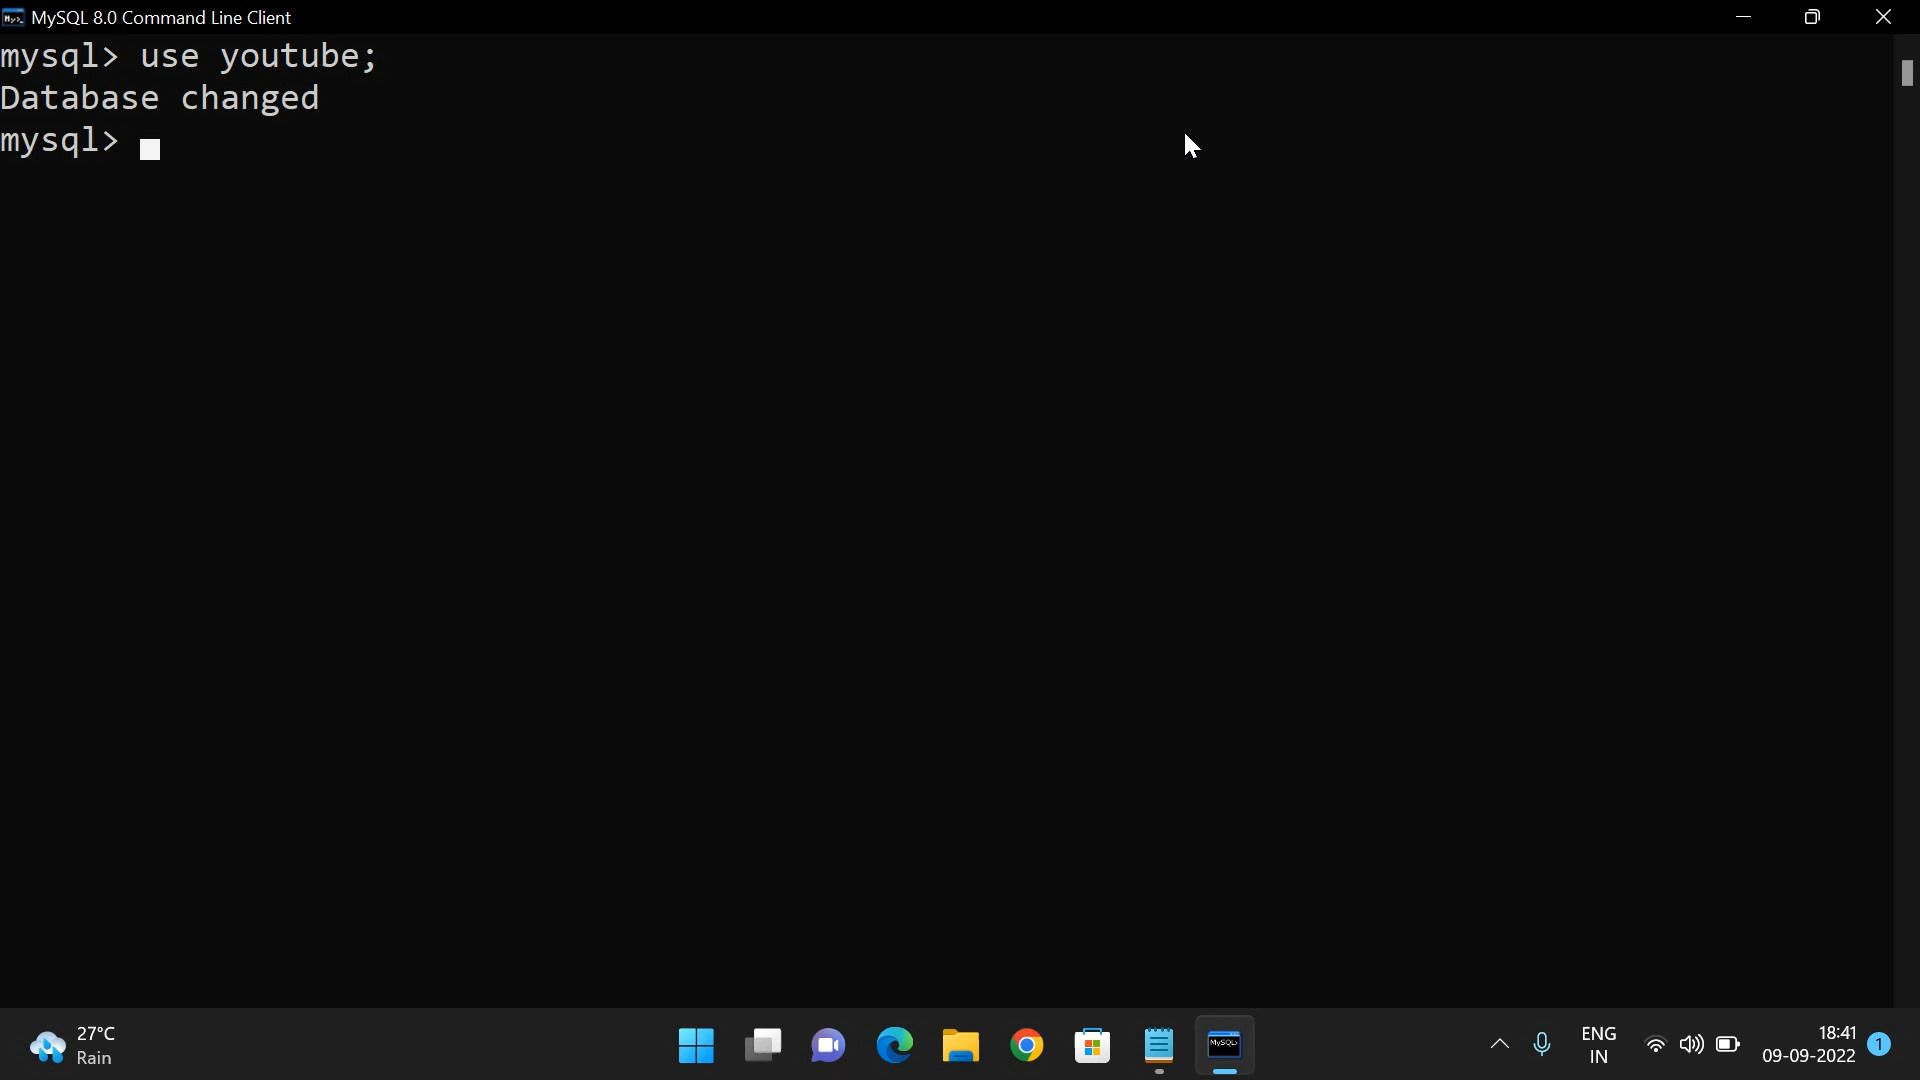 MySQL 8.0 Command Line Client
mysql> use youtube;
Database changed
mysql>
27°C
Rain
MySQL>
ENG
IN
18:41
09-09-2022
1